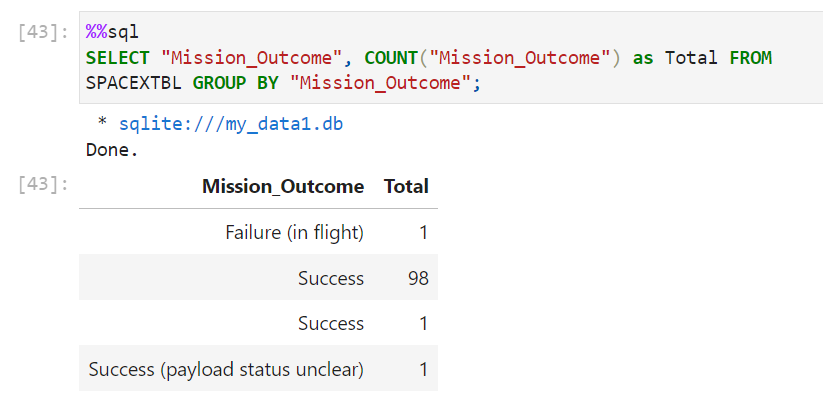 [43]: %%sql
SELECT "Mission_Outcome", COUNT("Mission_Outcome") as Total FROM
SPACEXTBL GROUP BY "Mission_Outcome";
* sqlite:///my_data1.db
Done.
[43]:
Mission_Outcome Total
Failure (in flight) 1
Success 98
Success 1
Success (payload status unclear) 1